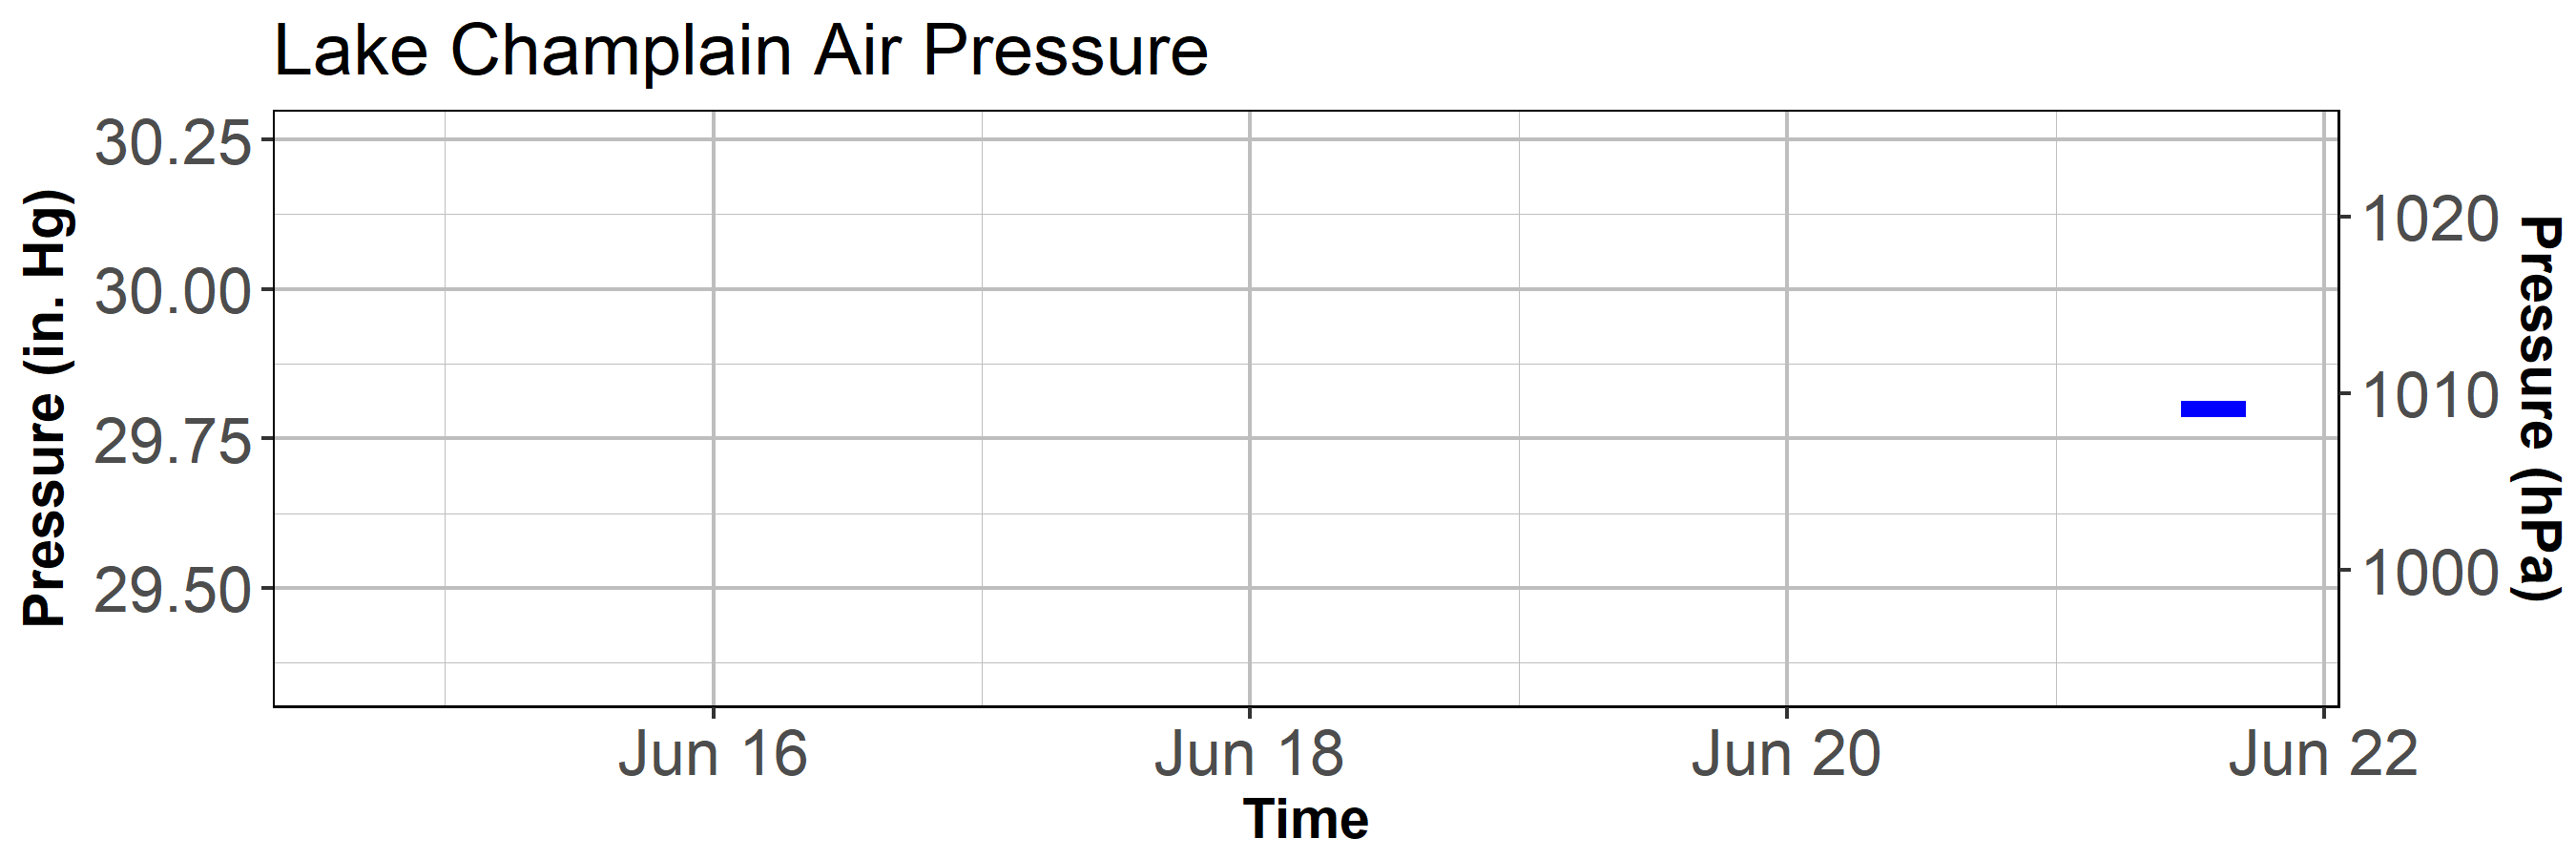 Lake Champlain Air Pressure
Pressure (in. Hg)
30.25
30.00
29.75
29.50
1020
1010
1000
Pressure (hPa)
Jun 16 Jun 18 Jun 20 Jun 22
Time